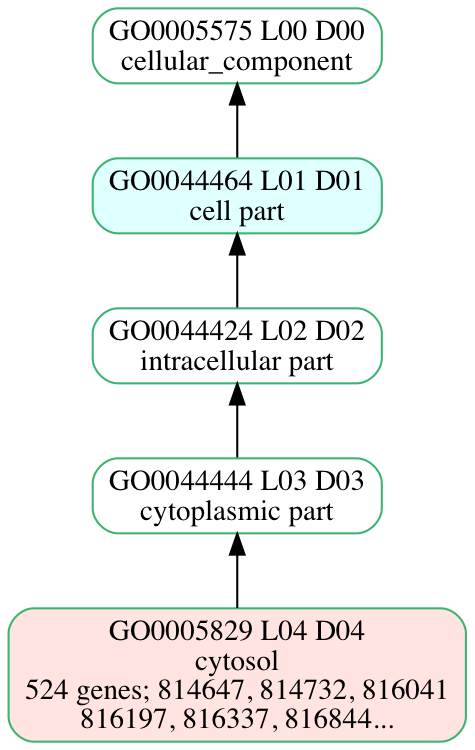 GO0005575 L00 D00
cellular_component
GO0044464 L01 D01
cell part
GO0044424 L02 D02
intracellular part
GO0044444 L03 D03
cytoplasmic part
GO0005829 L04 D04
cytosol
524 genes; 814647, 814732, 816041
816197, 816337, 816844...